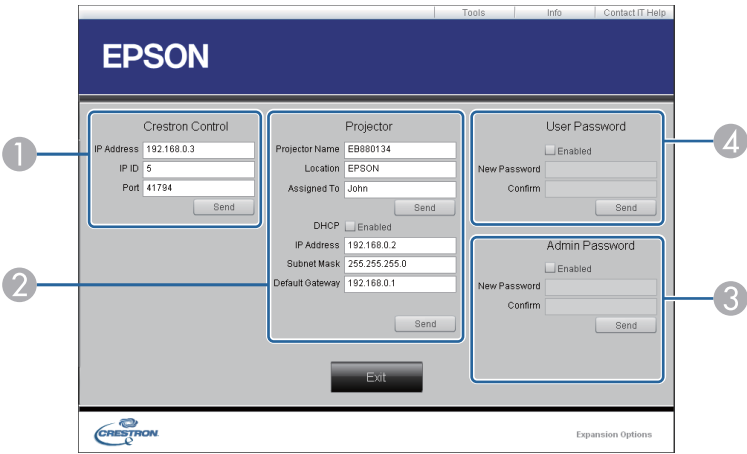 Tools Info Contact IT Help
EPSON
Crestron Control
IP Address 192.168.0.3
IP ID 5
Port 41794
Send
Projector
Projector Name EB880134
Location EPSON
Assigned To John
Send
DHCP Enabled
IP Address 192.168.0.2
Subnet Mask 255.255.255.0
Default Gateway 192.168.0.1
Send
User Password
Enabled
New Password
Confirm
Send
Admin Password
Enabled
New Password
Confirm
Send
1
2
4
3
Exit
CRESTRON
Expansion Options